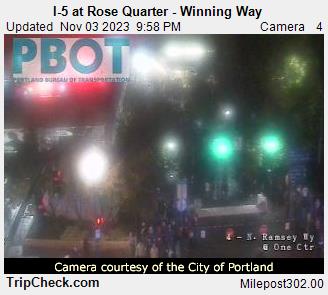 I-5 at Rose Quarter - Winning Way
Updated Nov 03 2023 9:58 PM Camera 4
PBOT
PORTLAND BUREAU OF TRANSPORTATION
4 - N. Ramsey Wy
@ One Ctr
Camera courtesy of the City of Portland
TripCheck.com Milepost302.00